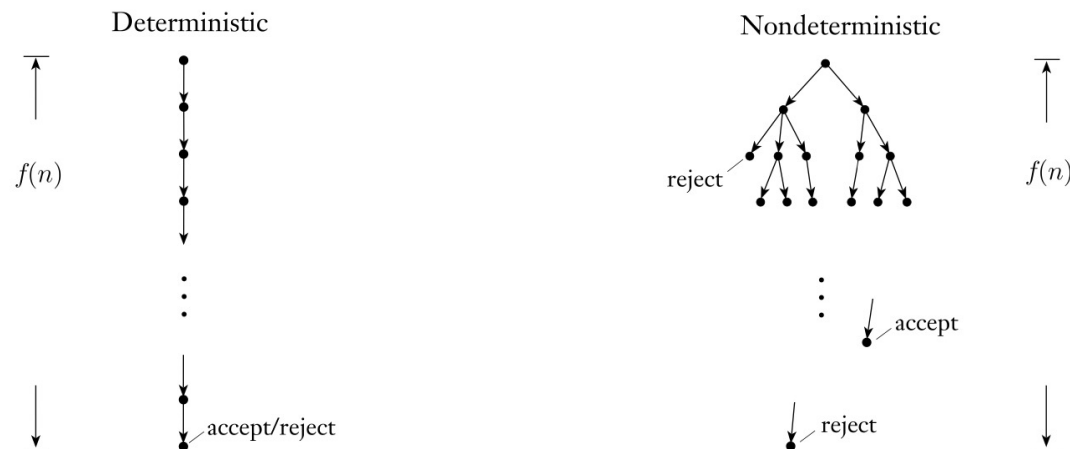 Deterministic
f(n)
accept/reject
Nondeterministic
reject
f(n)
accept
reject